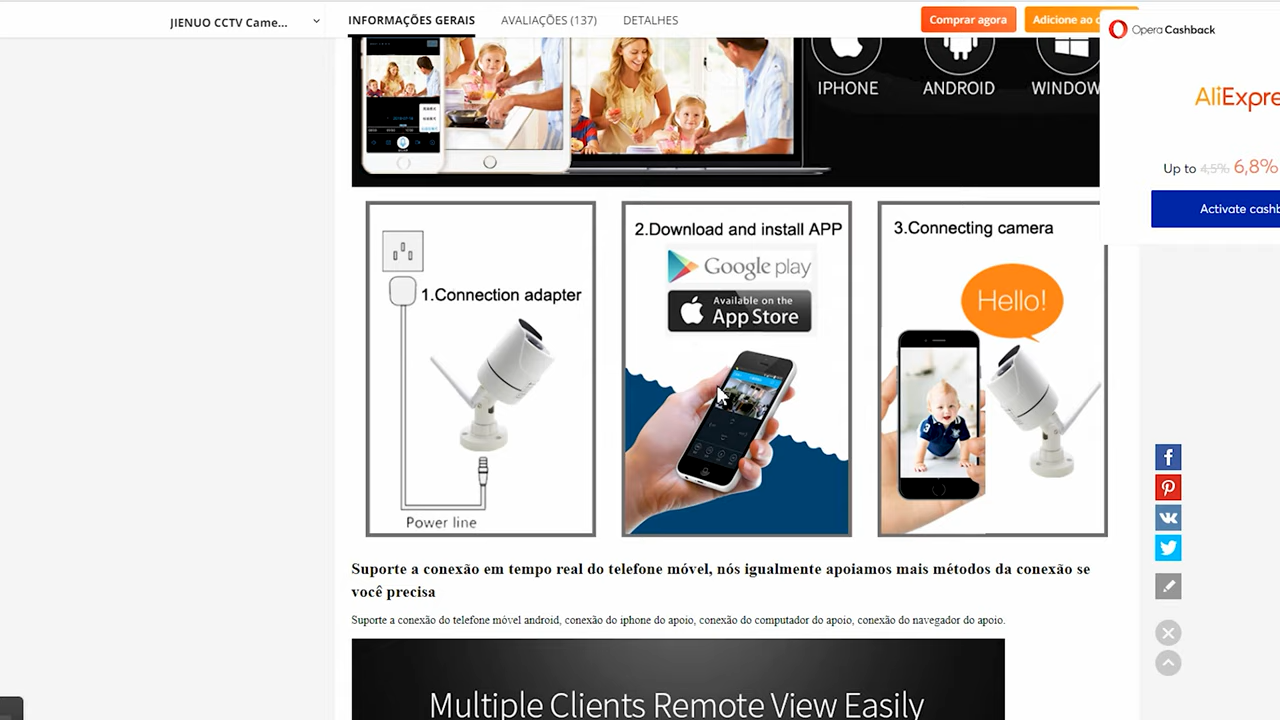 JIENUO CCTV Came...
INFORMAÇÕES GERAIS
AVALIAÇÕES (137)
DETALHES
Comprar agora
Adicione ao c
Opera Cashback
IPHONE
ANDROID
WINDOW
AliExpre
Up to 4,5% 6,8%
Activate cashb
1.Connection adapter
Power line
2.Download and install APP
Google play
Available on the
App Store
3.Connecting camera
Hello!
3
Suporte a conexão em tempo real do telefone móvel, nós igualmente apoiamos mais métodos da conexão se
você precisa
Suporte a conexão do telefone móvel android, conexão do iphone do apoio, conexão do computador do apoio, conexão do navegador do apoio.
Multiple Clients Remote View Easily